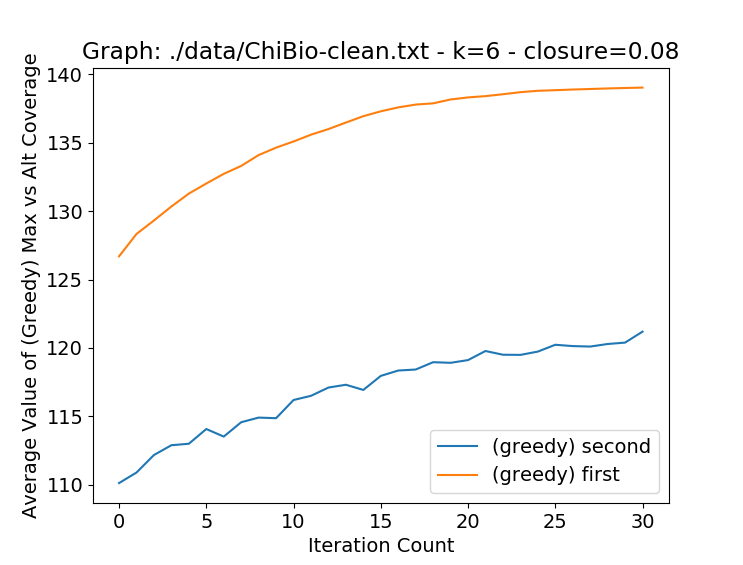 Graph: ./data/ChiBio-clean.txt - k=6 - closure=0.08
Average Value of (Greedy) Max vs Alt Coverage
140
135
130
125
120
115
110
(greedy) second
(greedy) first
0 5 10 15 20 25 30
Iteration Count